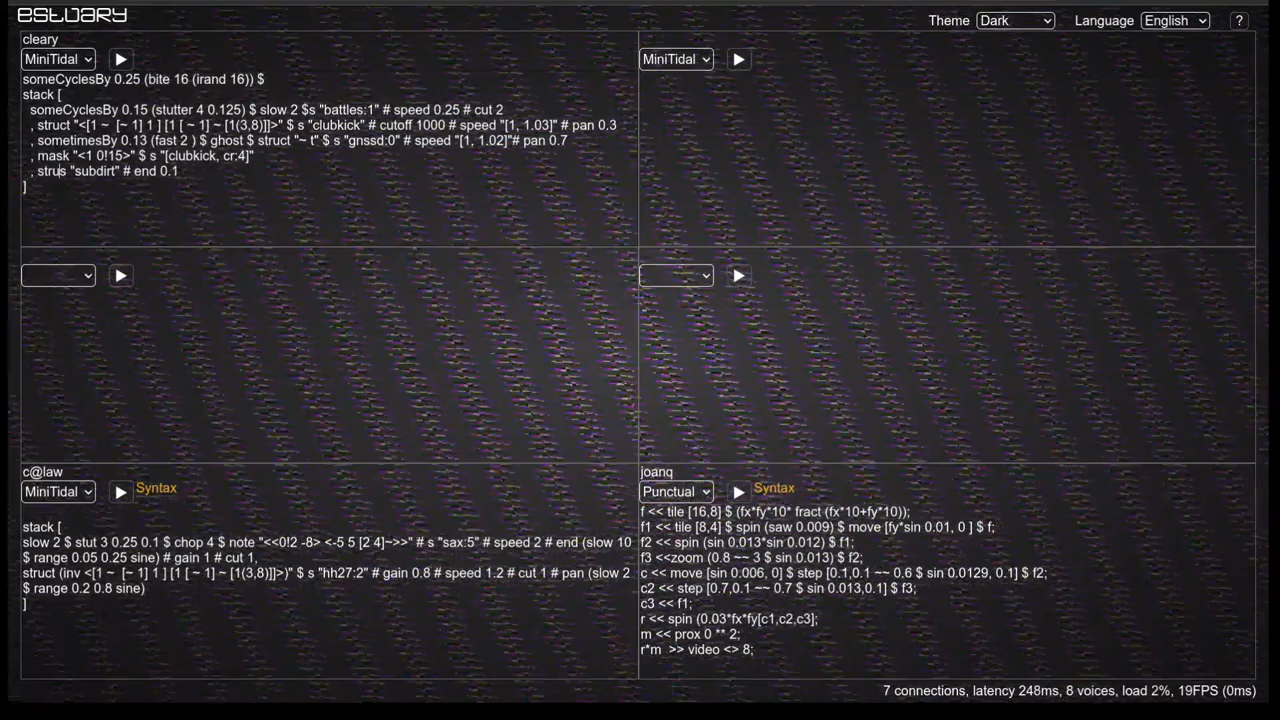 estuary
Theme Dark Language English ?
cleary
MiniTidal
someCyclesBy 0.25 (bite 16 (irand 16)) $
stack [
someCyclesBy 0.15 (stutter 4 0.125) $ slow 2 $s "battles:1" # speed 0.25 # cut 2
, struct "<[1 ~ [~ 1] 1 ] [1 [ ~ 1] ~ [1(3,8)]]>" $ s "clubkick" # cutoff 1000 # speed "[1, 1.03]" # pan 0.3
, sometimesBy 0.13 (fast 2 ) $ ghost $ struct "~ t" $ s "gnssd:0" # speed "[1, 1.02]"# pan 0.7
, mask "<1 0!15>" $ s "[clubkick, cr:4]"
, strus "subdirt" # end 0.1
]
MiniTidal
c@law
MiniTidal Syntax
stack [
slow 2 $ stut 3 0.25 0.1 $ chop 4 $ note "<<0!2 -8> <-5 5 [2 4]~>>" # s "sax:5" # speed 2 # end (slow 10
$ range 0.05 0.25 sine) # gain 1 # cut 1,
struct (inv <[1 ~ [~ 1] 1 ] [1 [ ~ 1] ~ [1(3,8)]]>)" $ s "hh27:2" # gain 0.8 # speed 1.2 # cut 1 # pan (slow 2
$ range 0.2 0.8 sine)
]
joanq
Punctual Syntax
f << tile [16,8] $ (fx*fy*10* fract (fx*10+fy*10));
f1 << tile [8,4] $ spin (saw 0.009) $ move [fy*sin 0.01, 0 ] $ f;
f2 << spin (sin 0.013*sin 0.012) $ f1;
f3 <<zoom (0.8 ~~ 3 $ sin 0.013) $ f2;
c << move [sin 0.006, 0] $ step [0.1,0.1 ~~ 0.6 $ sin 0.0129, 0.1] $ f2;
c2 << step [0.7,0.1 ~~ 0.7 $ sin 0.013,0.1] $ f3;
c3 << f1;
r << spin (0.03*fx*fy[c1,c2,c3];
m << prox 0 ** 2;
r*m >> video <> 8;
7 connections, latency 248ms, 8 voices, load 2%, 19FPS (0ms)